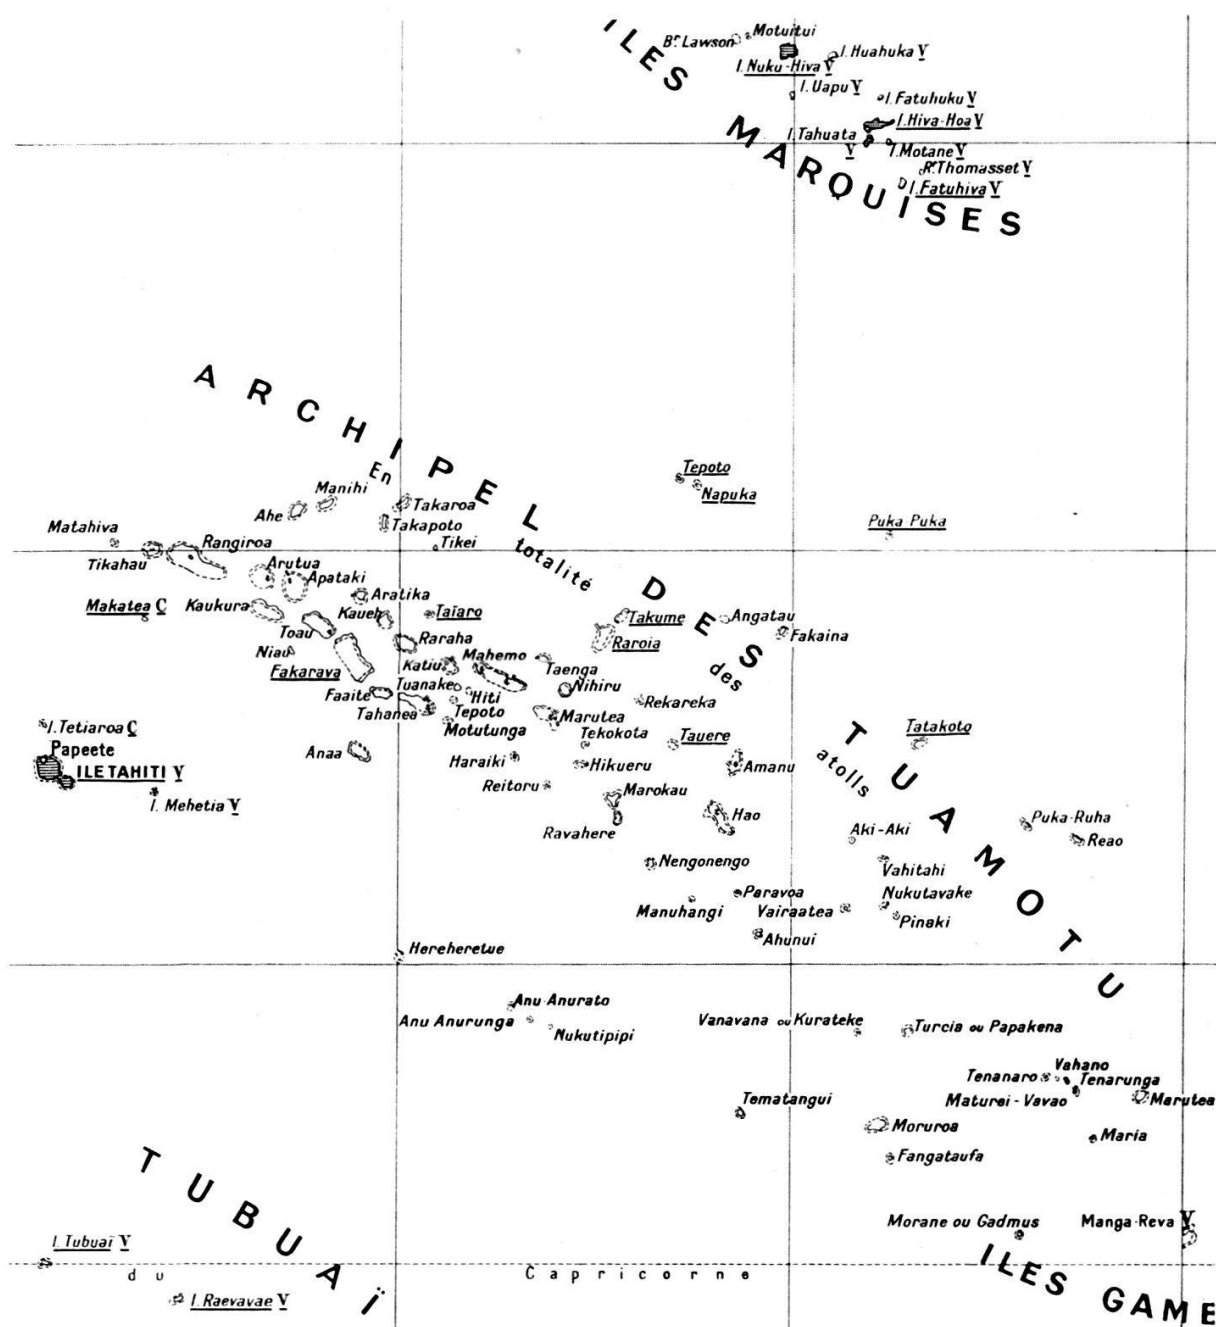 ILES MARQUISES
Bc Lawson
Motuitui
I. Huahuka V
I. Nuku-Hiva V
I. Uapu V
I. Fatuhuku V
I. Hiva-Hoa V
I. Tahuata
V
I. Motane V
Rr Thomasset V
I. Fatuhiva V
ARCHIPEL DES TUAMOTU
En totalité des atolls
Tepoto
Napuka
Manihi
Ahe
Takaroa
Takapoto
Puka Puka
Matahiva
Rangiroa
Tikei
Tikahau
Arutua
Apataki
Makatea C
Kaukura
Aratika
Kaueh
Taïaro
Takume
Angatau
Toau
Raraha
Raroia
Fakaina
Niau
Fakarava
Katiu
Mahemo
Taenga
Tuanake
Hiti
Nihiru
Faaite
Rekareka
Tahanea
Tepoto
Marutea
Motutunga
Tekokota
Tauere
Tatakoto
I. Tetiaroa C
Papeete
Anaa
Haraiki
Hikueru
Amanu
ILE TAHITI V
Reitoru
Marokau
I. Mehetia V
Hao
Ravahere
Aki-Aki
Puka-Ruha
Reao
Nengonengo
Vahitahi
Paravoa
Nukutavake
Manuhangi
Vairaatea
Pinaki
Ahunui
Hereheretue
Anu-Anurato
Anu Anurunga
Nukutipipi
Vanavana ou Kurateke
Turcia ou Papakena
Vahano
Tenanaro
Tenarunga
Maturei-Vavao
Marutea
Tematangui
Moruroa
Maria
Fangataufa
TUBUAÏ
Morane ou Gadmus
Manga-Reva V
I. Tubuaï V
du Capricorne
ILES GAME
I. Raevavae V